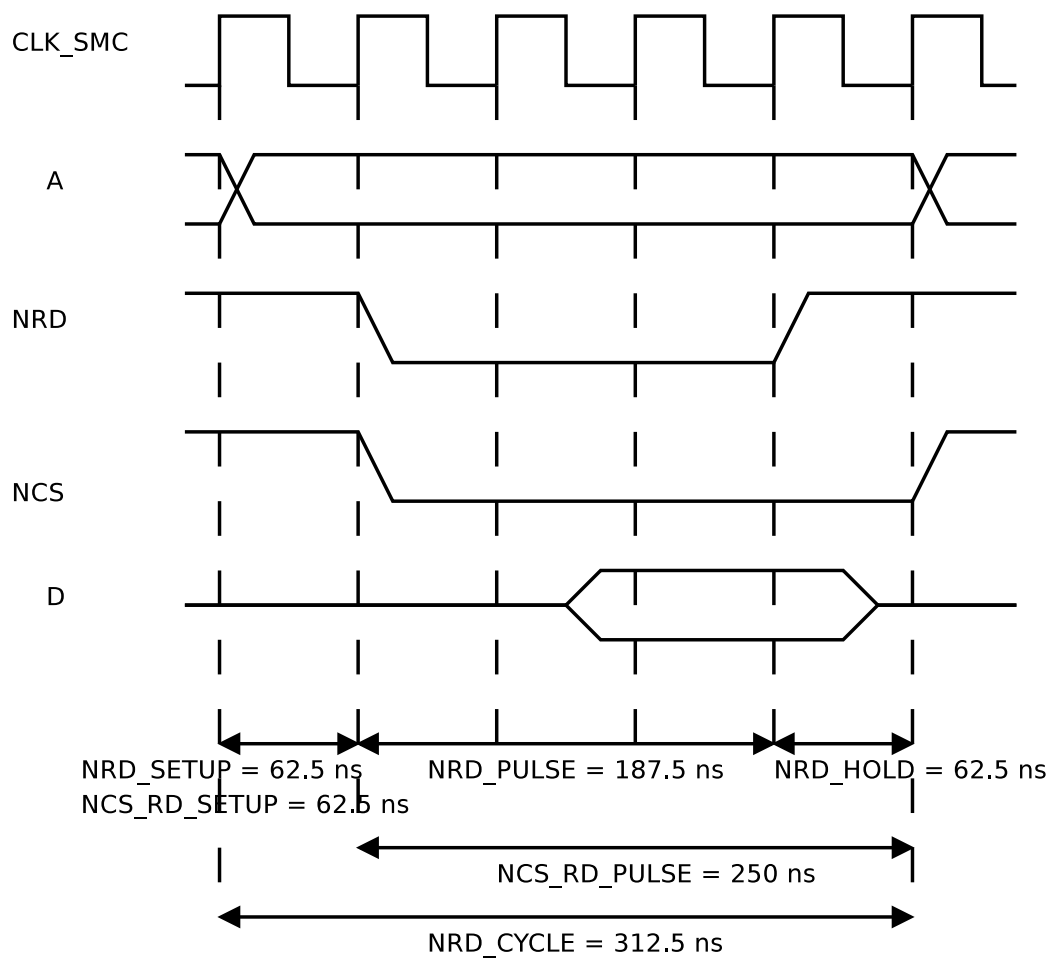 CLK_SMC
A
NRD
NCS
D
NRD_SETUP = 62.5 ns
NRD_PULSE = 187.5 ns
NRD_HOLD = 62.5 ns
NCS_RD_SETUP = 62.5 ns
NCS_RD_PULSE = 250 ns
NRD_CYCLE = 312.5 ns